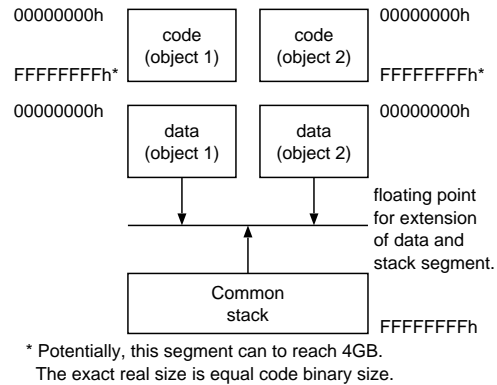 00000000h
code
(object 1)
code
(object 2)
00000000h
FFFFFFFFh*
FFFFFFFFh*
00000000h
data
(object 1)
data
(object 2)
00000000h
floating point
for extension
of data and
stack segment.
Common
stack
FFFFFFFFh
* Potentially, this segment can to reach 4GB.
The exact real size is equal code binary size.